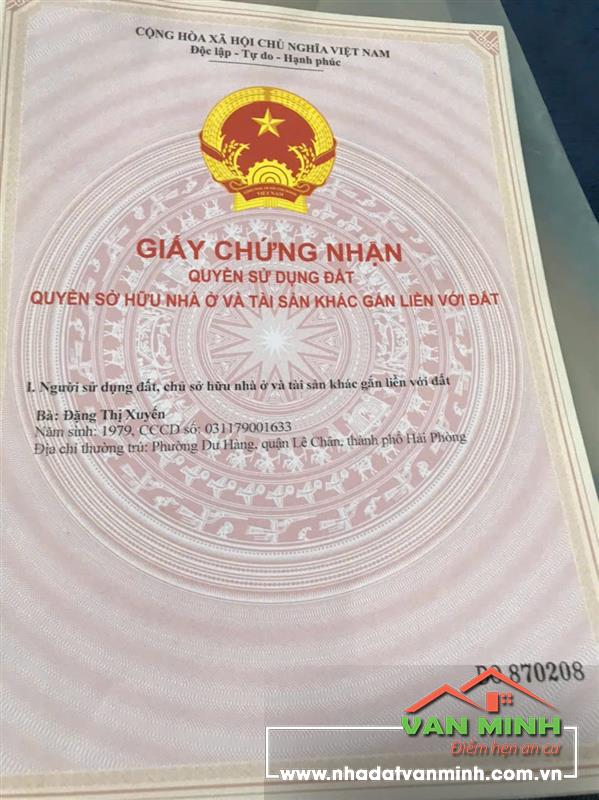 CỘNG HÒA XÃ HỘI CHỦ NGHĨA VIỆT NAM
Độc lập - Tự do - Hạnh phúc
VIỆT NAM
GIẤY CHỨNG NHẬN
QUYỀN SỬ DỤNG ĐẤT
QUYỀN SỞ HỮU NHÀ Ở VÀ TÀI SẢN KHÁC GẮN LIỀN VỚI ĐẤT
I. Người sử dụng đất, chủ sở hữu nhà ở và tài sản khác gắn liền với đất
Bà: Đặng Thị Xuyến
Năm sinh: 1979, CCCD số: 031179001633
Địa chỉ thường trú: Phường Dư Hàng, quận Lê Chân, thành phố Hải Phòng
870208
VAN MINH
Điểm hẹn an cư
www.nhadatvanminh.com.vn